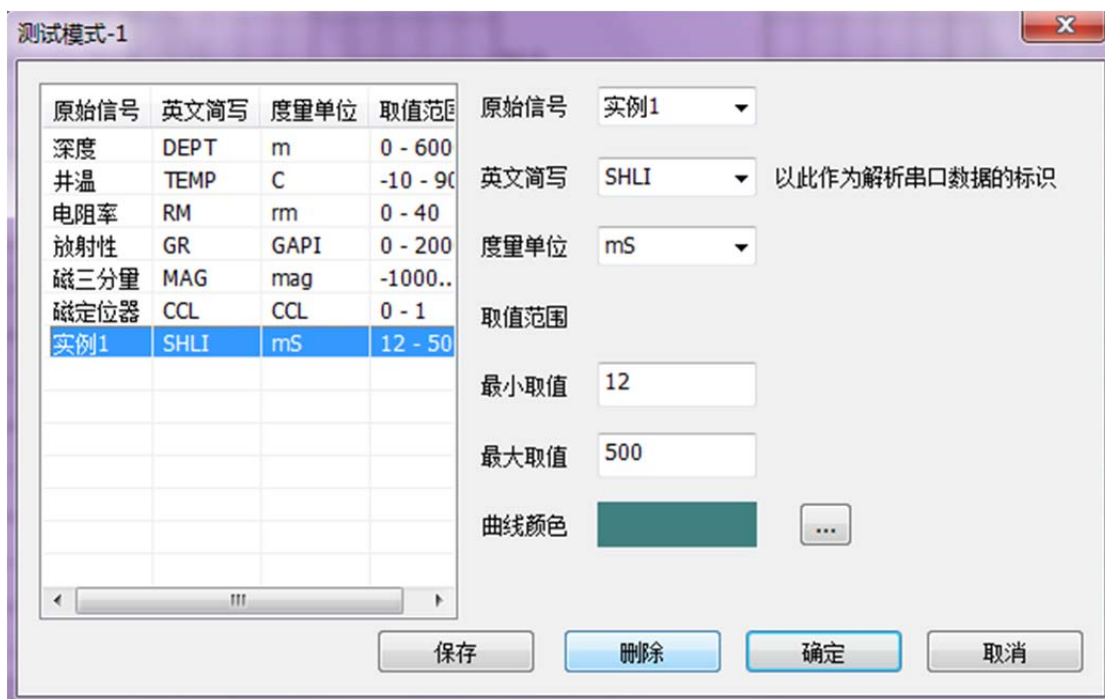 测试模式-1
原始信号 英文简写 度量单位 取值范
深度 DEPT m 0 - 600
井温 TEMP C -10 - 90
电阻率 RM rm 0 - 40
放射性 GR GAPI 0 - 200
磁三分量 MAG mag -1000..
磁定位器 CCL CCL 0 - 1
实例1 SHLI mS 12 - 50
原始信号 实例1
英文简写 SHLI 以此作为解析串口数据的标识
度量单位 mS
取值范围
最小取值 12
最大取值 500
曲线颜色 ...
保存 删除 确定 取消